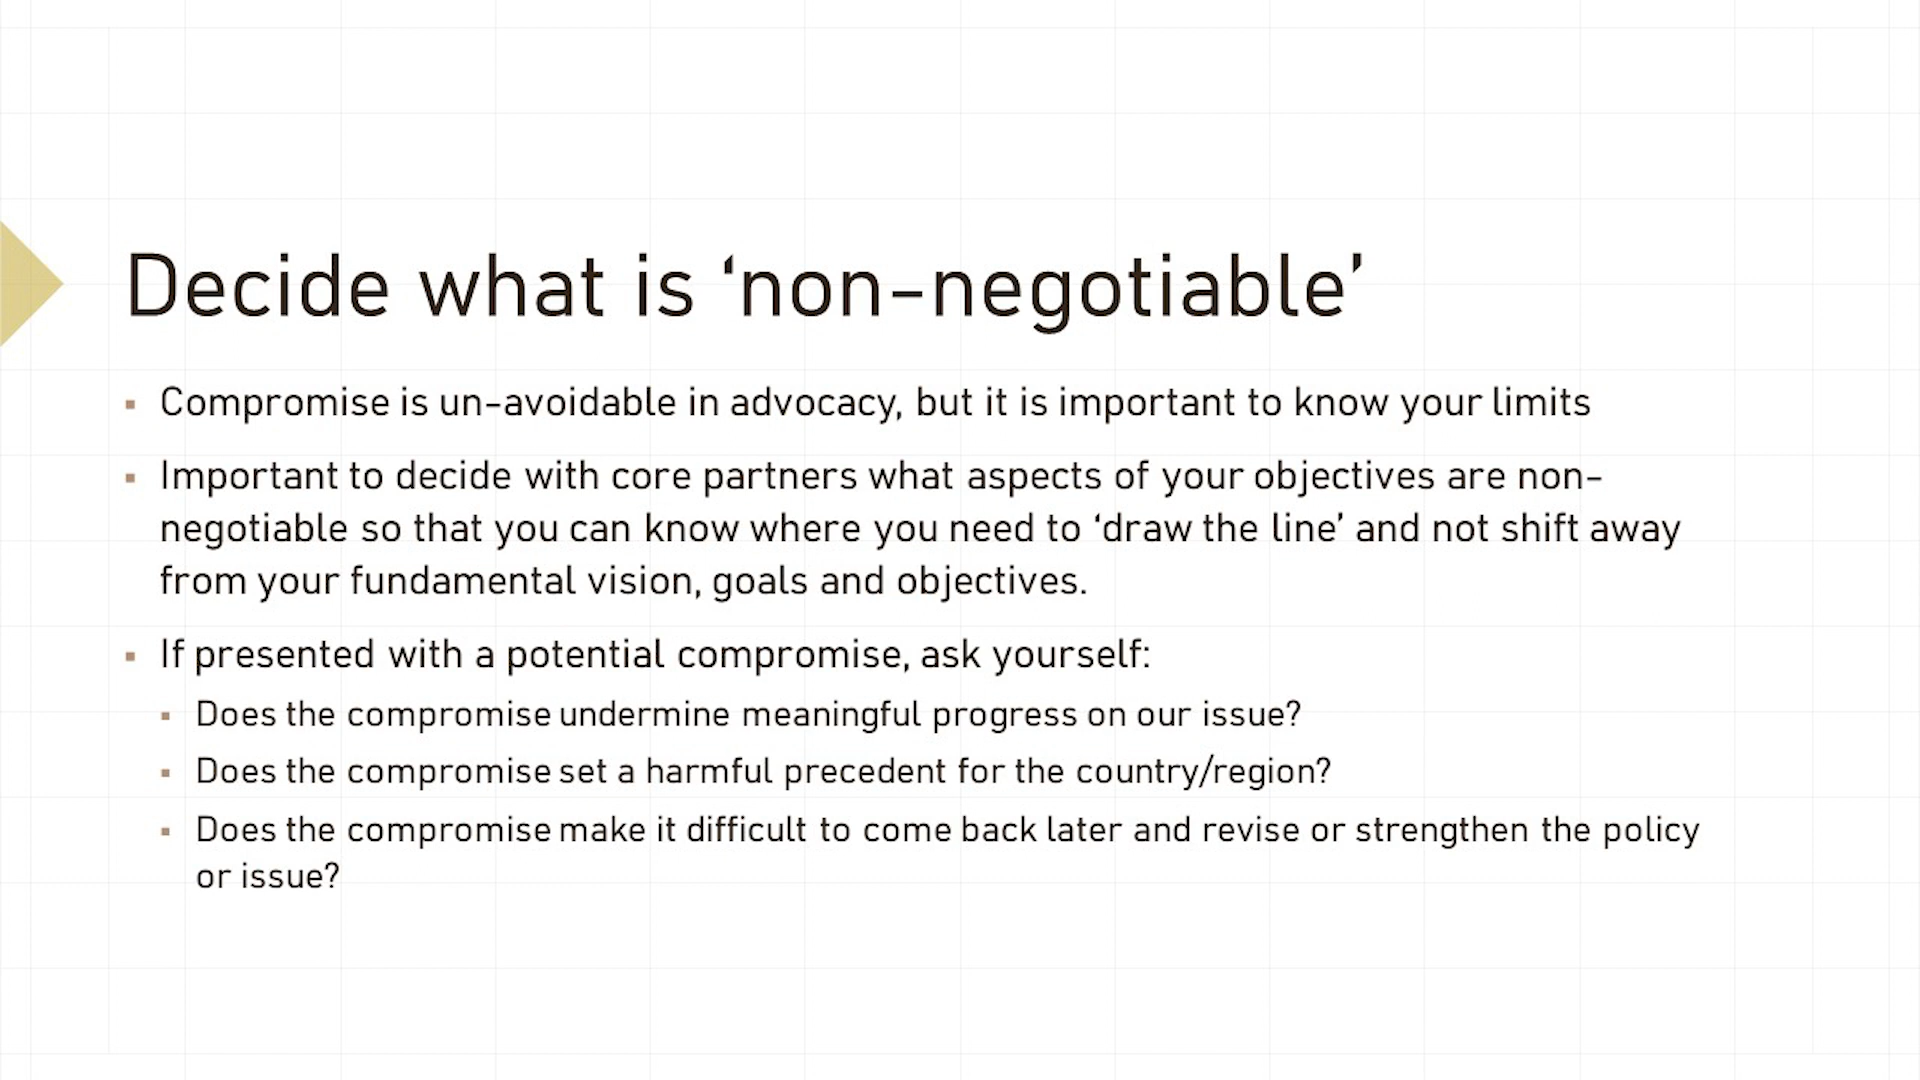 Decide what is ‘non-negotiable’
▪ Compromise is un-avoidable in advocacy, but it is important to know your limits
▪ Important to decide with core partners what aspects of your objectives are non-
negotiable so that you can know where you need to ‘draw the line’ and not shift away
from your fundamental vision, goals and objectives.
▪ If presented with a potential compromise, ask yourself:
▪ Does the compromise undermine meaningful progress on our issue?
▪ Does the compromise set a harmful precedent for the country/region?
▪ Does the compromise make it difficult to come back later and revise or strengthen the policy
or issue?